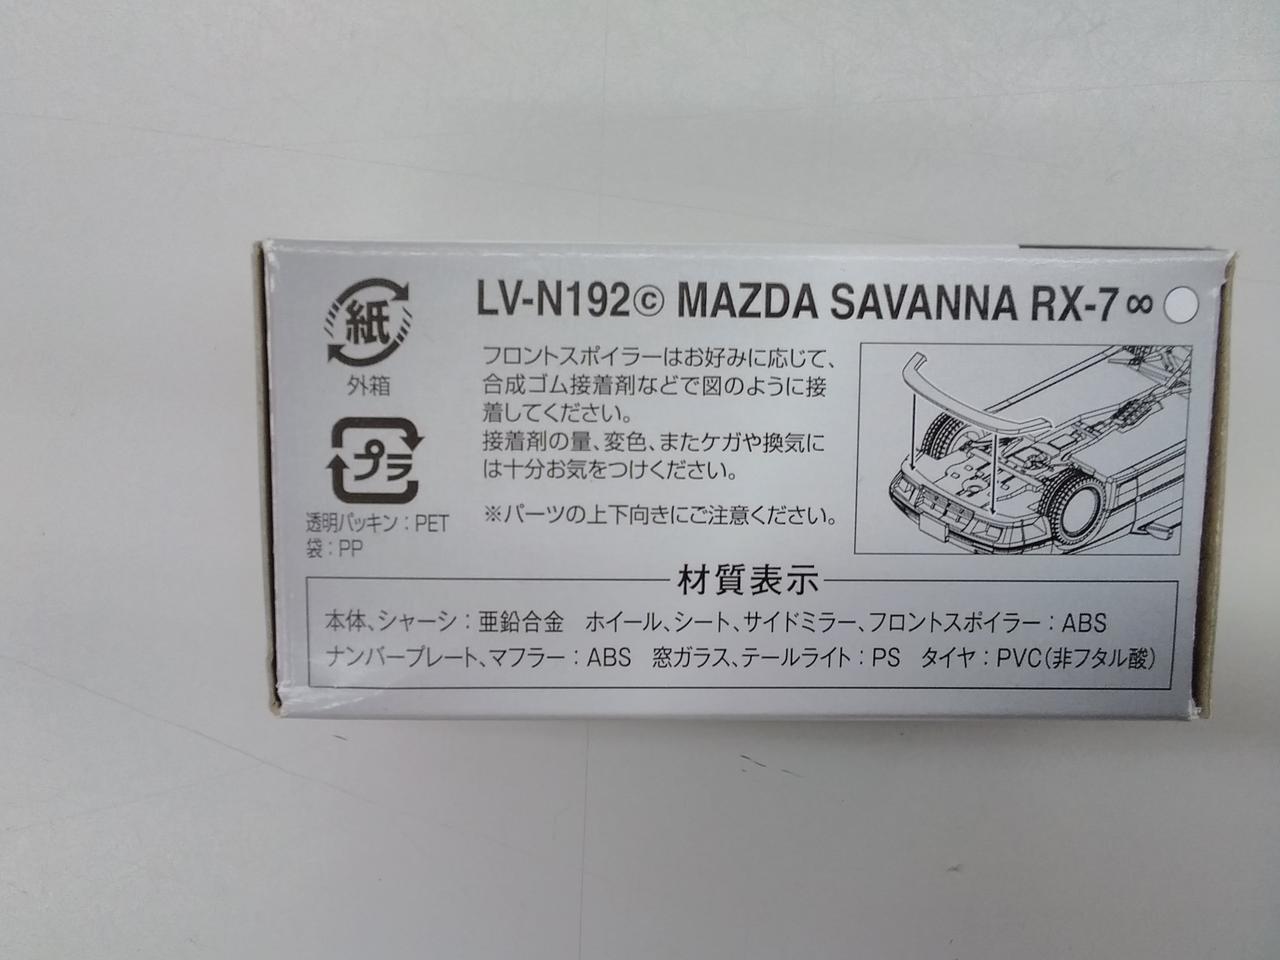 LV-N192ⓒ MAZDA SAVANNA RX-7 ∞
紙
外箱
プラ
透明パッキン：PET
袋：PP
フロントスポイラーはお好みに応じて、
合成ゴム接着剤などで図のように接
着してください。
接着剤の量、変色、またケガや換気に
は十分お気をつけください。
※パーツの上下向きにご注意ください。
材質表示
本体、シャーシ：亜鉛合金　ホイール、シート、サイドミラー、フロントスポイラー：ABS
ナンバープレート、マフラー：ABS　窓ガラス、テールライト：PS　タイヤ：PVC（非フタル酸）